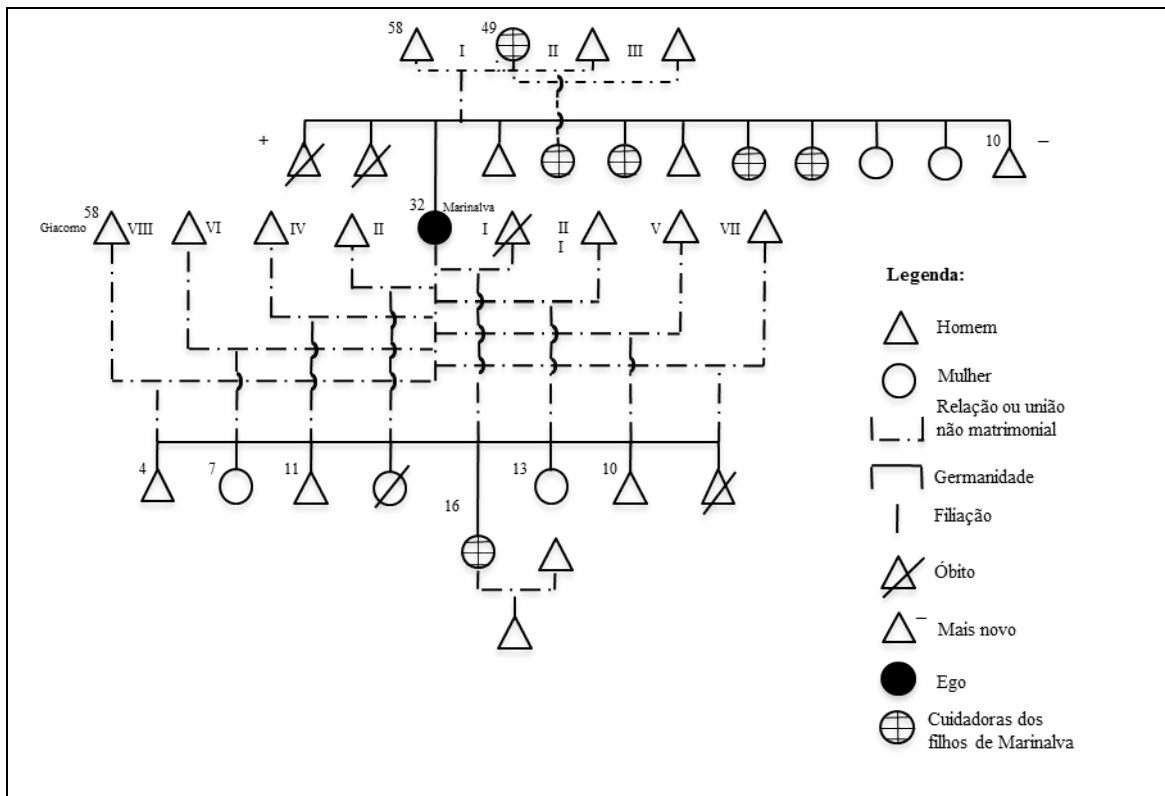 58 I 49 II III
+ 10 –
58 32 Marinalva
Giacomo VIII VI IV II I II V VII
I
4 7 11 13 10
16
Legenda:
Homem
Mulher
Relação ou união
não matrimonial
Germanidade
Filiação
Óbito
– Mais novo
Ego
Cuidadoras dos
filhos de Marinalva